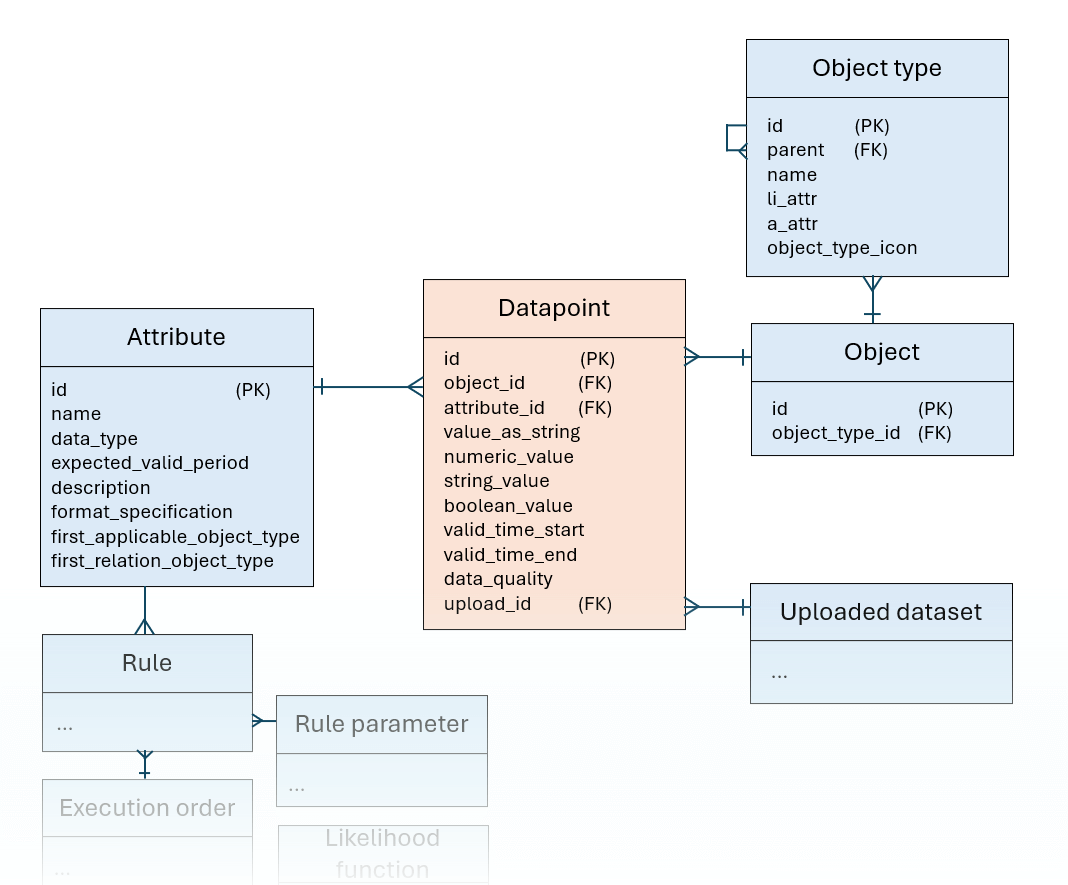 Object type
id (PK)
parent (FK)
name
li_attr
a_attr
object_type_icon
Attribute
id (PK)
name
data_type
expected_valid_period
description
format_specification
first_applicable_object_type
first_relation_object_type
Datapoint
id (PK)
object_id (FK)
attribute_id (FK)
value_as_string
numeric_value
string_value
boolean_value
valid_time_start
valid_time_end
data_quality
upload_id (FK)
Object
id (PK)
object_type_id (FK)
Uploaded dataset
...
Rule
...
Rule parameter
...
Execution order
...
Likelihood
function